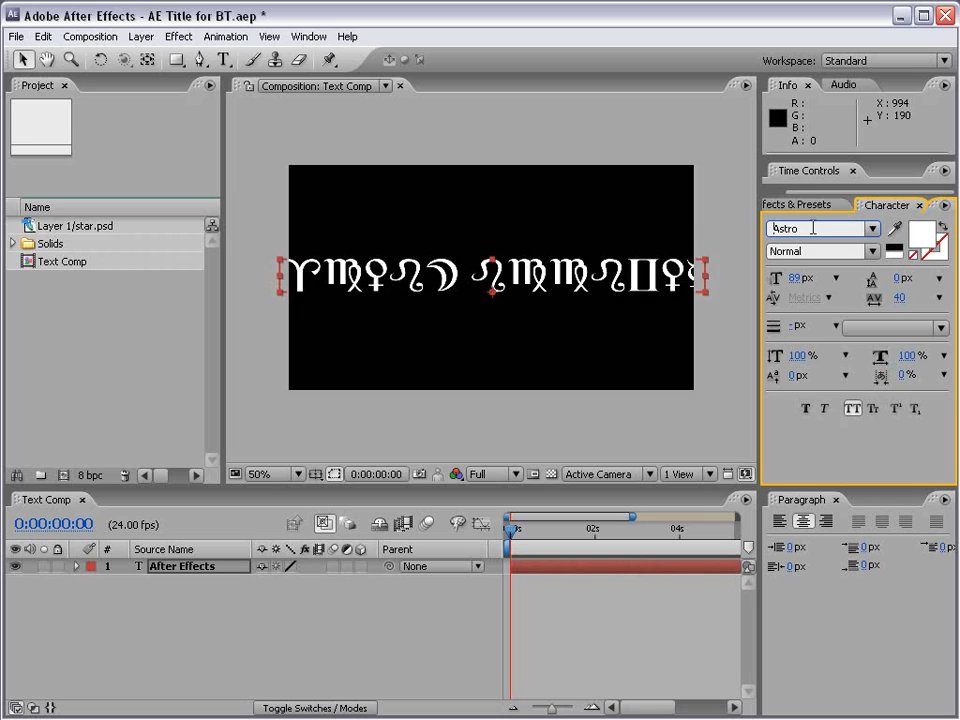 Adobe After Effects - AE Title for BT.aep *
File Edit Composition Layer Effect Animation View Window Help
Workspace: Standard
Project
Composition: Text Comp
Info Audio
R :
G :
B :
A : 0
X : 994
Y : 190
Time Controls
fects & Presets Character
Astro
Normal
89 px 0 px
Metrics 40
- px
100 % 100 %
0 px 0 %
T T TT Tr T¹ T₁
Name
Layer 1/star.psd
Solids
Text Comp
8 bpc
50% 0:00:00:00 Full Active Camera 1 View
Text Comp
0:00:00:00 (24.00 fps)
0s 02s 04s
# Source Name Parent
1 T After Effects None
Toggle Switches / Modes
Paragraph
0 px 0 px 0 px
0 px 0 px